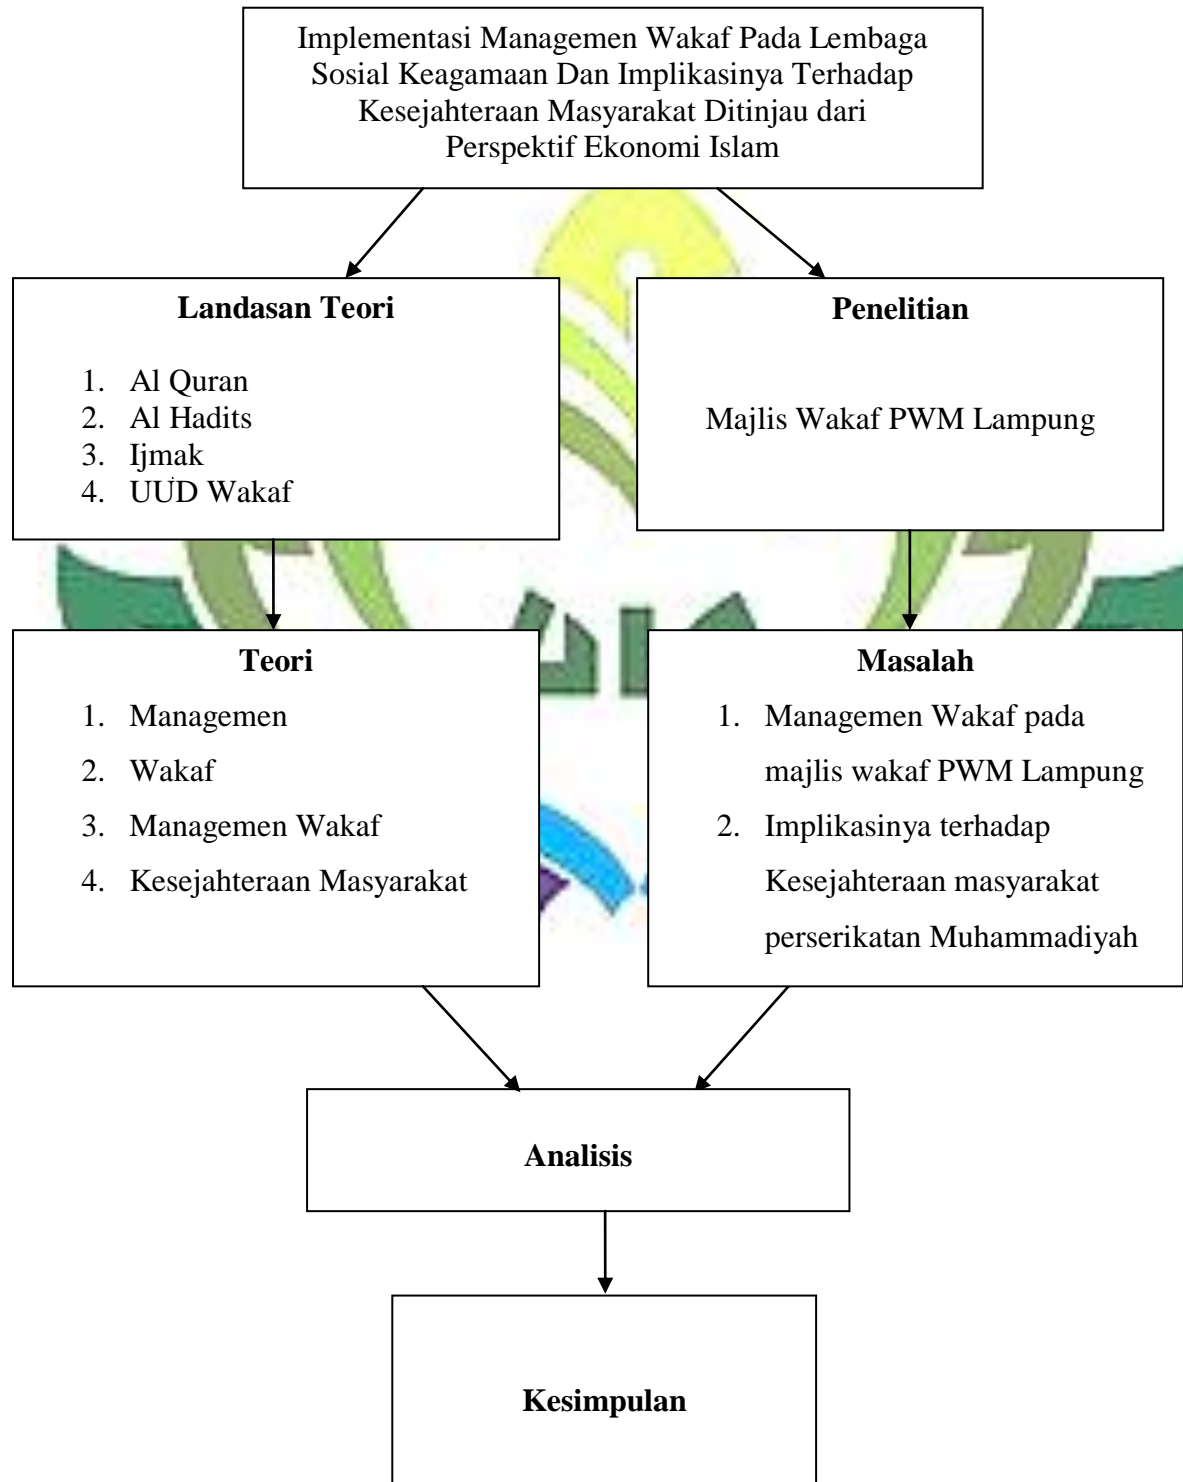 Implementasi Managemen Wakaf Pada Lembaga
Sosial Keagamaan Dan Implikasinya Terhadap
Kesejahteraan Masyarakat Ditinjau dari
Perspektif Ekonomi Islam
Landasan Teori
1. Al Quran
2. Al Hadits
3. Ijmak
4. UUD Wakaf
Penelitian
Majlis Wakaf PWM Lampung
Teori
1. Managemen
2. Wakaf
3. Managemen Wakaf
4. Kesejahteraan Masyarakat
Masalah
1. Managemen Wakaf pada
majlis wakaf PWM Lampung
2. Implikasinya terhadap
Kesejahteraan masyarakat
perserikatan Muhammadiyah
Analisis
Kesimpulan